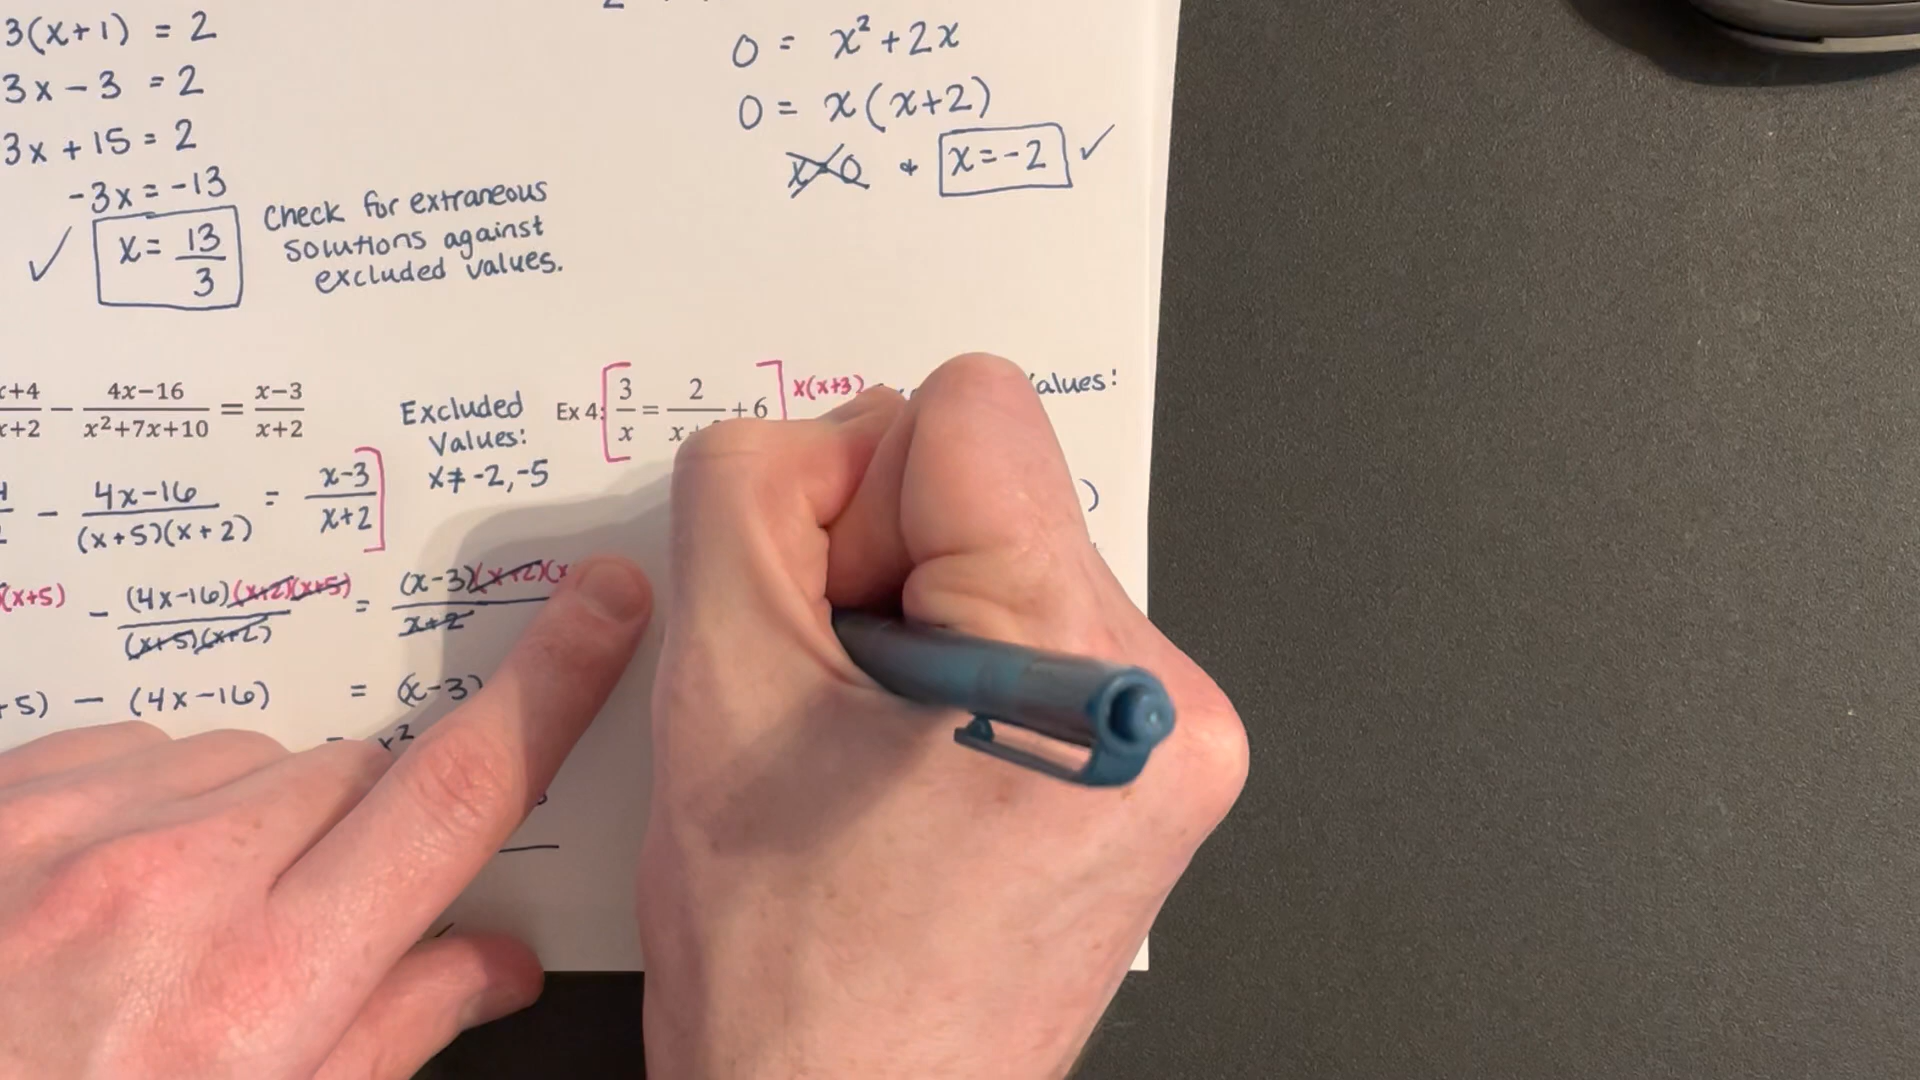 3(x+1) = 2
3x - 3 = 2
3x + 15 = 2
-3x = -13
x = 13/3
Check for extraneous
solutions against
excluded values.
0 = x² + 2x
0 = x(x+2)
x=0 + x = -2 ✓
x+4/x+2 − 4x−16/x²+7x+10 = x−3/x+2
Excluded
Values:
x ≠ -2, -5
- 4x-16/(x+5)(x+2) = x-3/x+2
(x+5) - (4x-16)(x+2)(x+5)/(x+5)(x+2) = (x-3)(x+2)(x/x+2
+5) - (4x-16) = (x-3)
= x²
Ex 4: 3/x = 2/x + 6 x(x+3)
alues: